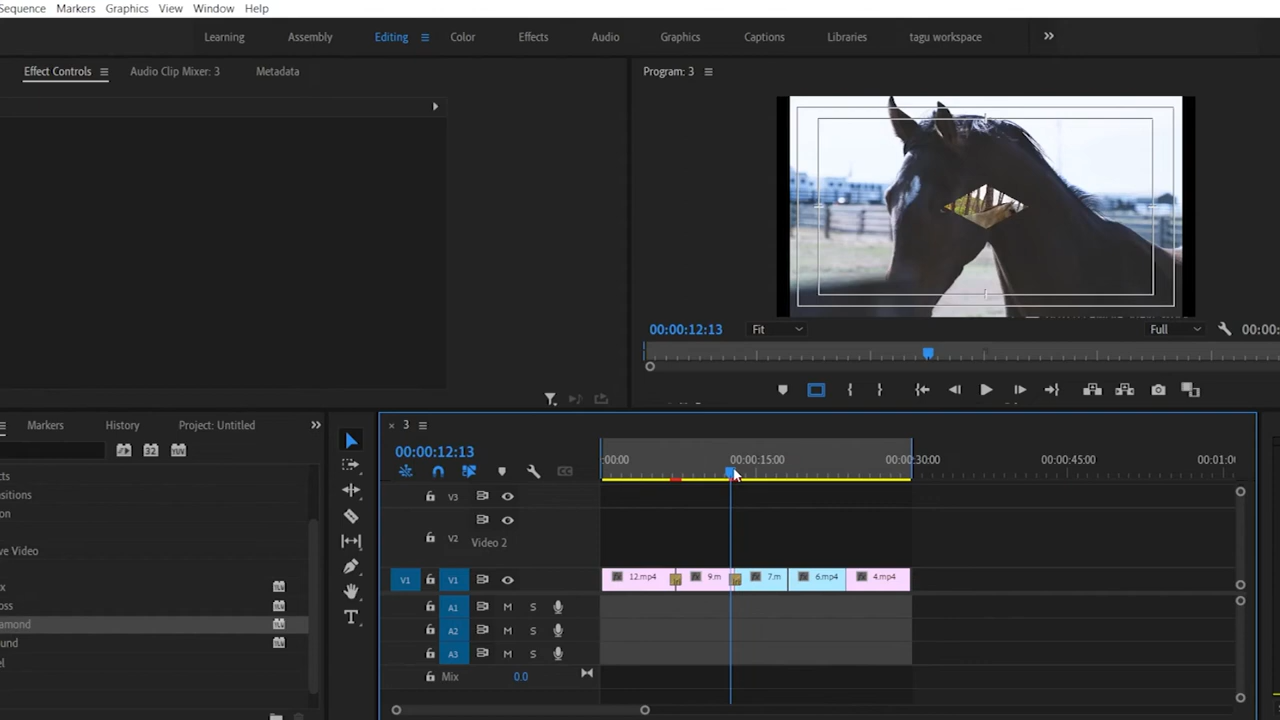 Sequence Markers Graphics View Window Help
Learning Assembly Editing Color Effects Audio Graphics Captions Libraries tagu workspace
Effect Controls Audio Clip Mixer: 3 Metadata
Program: 3
00:00:12:13 Fit Full 00:00:
Markers History Project: Untitled
3
00:00:12:13
:00:00 00:00:15:00 00:00:30:00 00:00:45:00 00:01:0
V3
V2
Video 2
V1 V1 12.mp4 9.m 7.m 6.mp4 4.mp4
A1 M S
A2 M S
A3 M S
Mix 0.0
cts
nsitions
on
ve Video
x
oss
amond
und
el